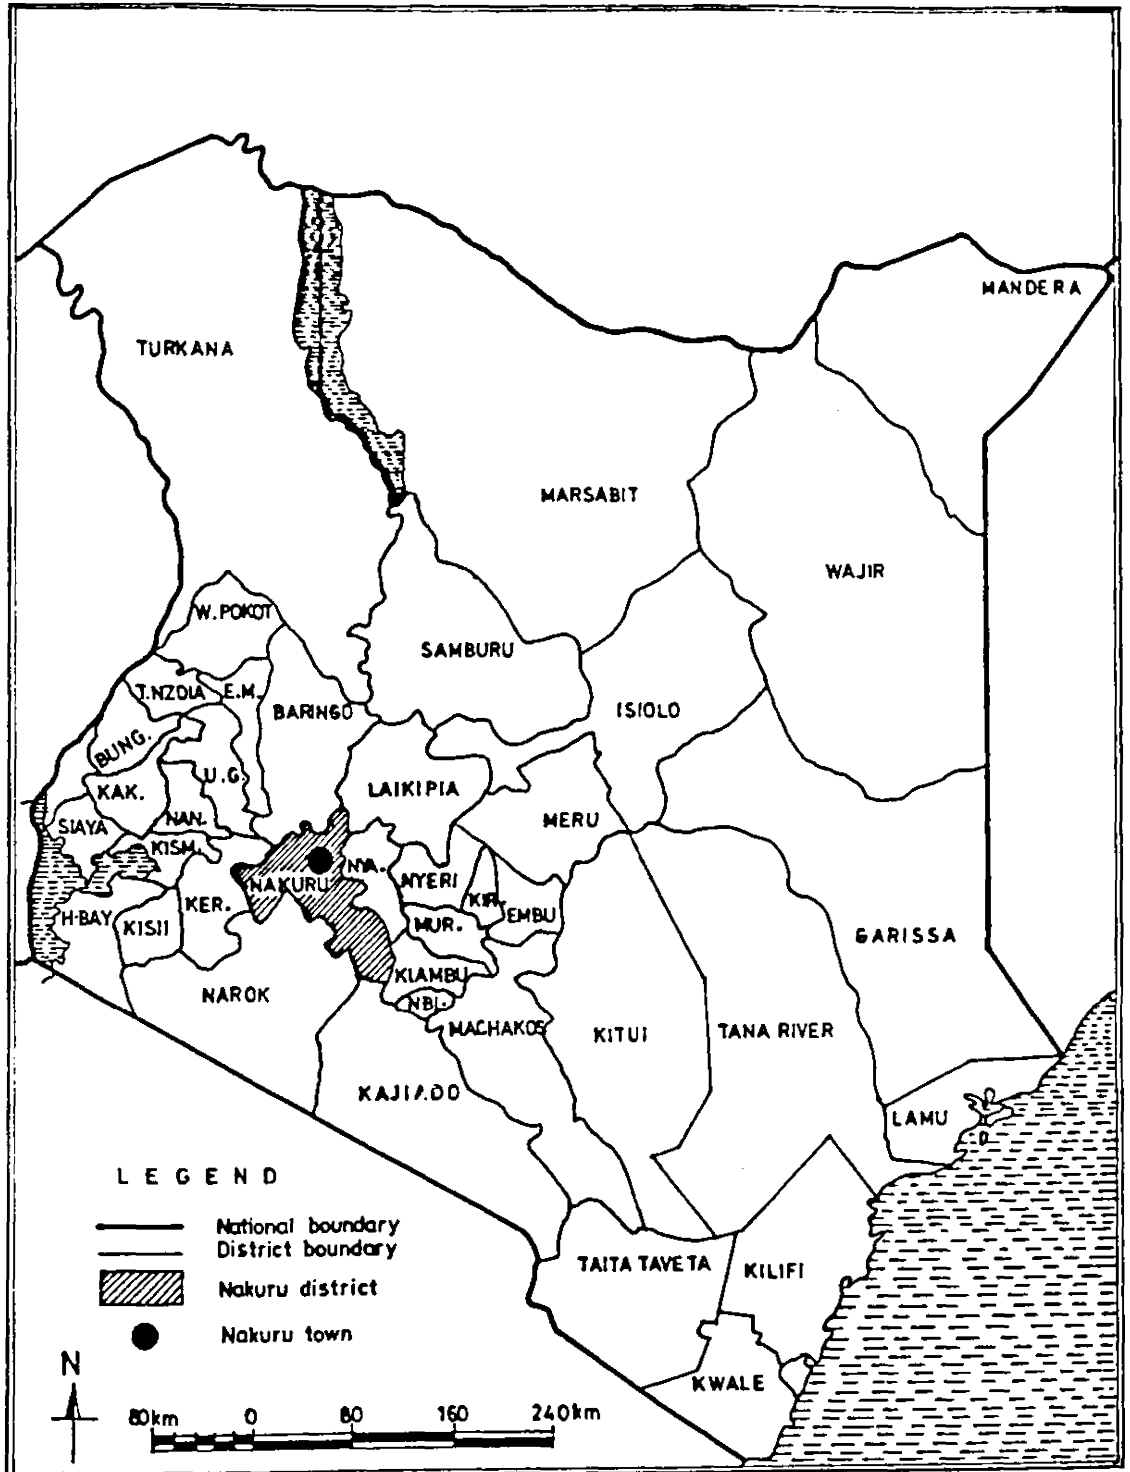 MANDERA
TURKANA
MARSABIT
WAJIR
W. POKOT
SAMBURU
T.NZOIA
E.M.
BARINGO
ISIOLO
BUNG.
U.G.
KAK.
LAIKIPIA
SIAYA
NAN.
MERU
KISM.
NAKURU
NYA.
NYERI
KIR.
H.BAY
KISII
KER.
MUR.
EMBU
GARISSA
KIAMBU
NAROK
NBI.
MACHAKOS
KITUI
TANA RIVER
KAJIADO
LAMU
LEGEND
National boundary
District boundary
Nakuru district
Nakuru town
TAITA TAVETA
KILIFI
KWALE
N
80km 0 80 160 240km